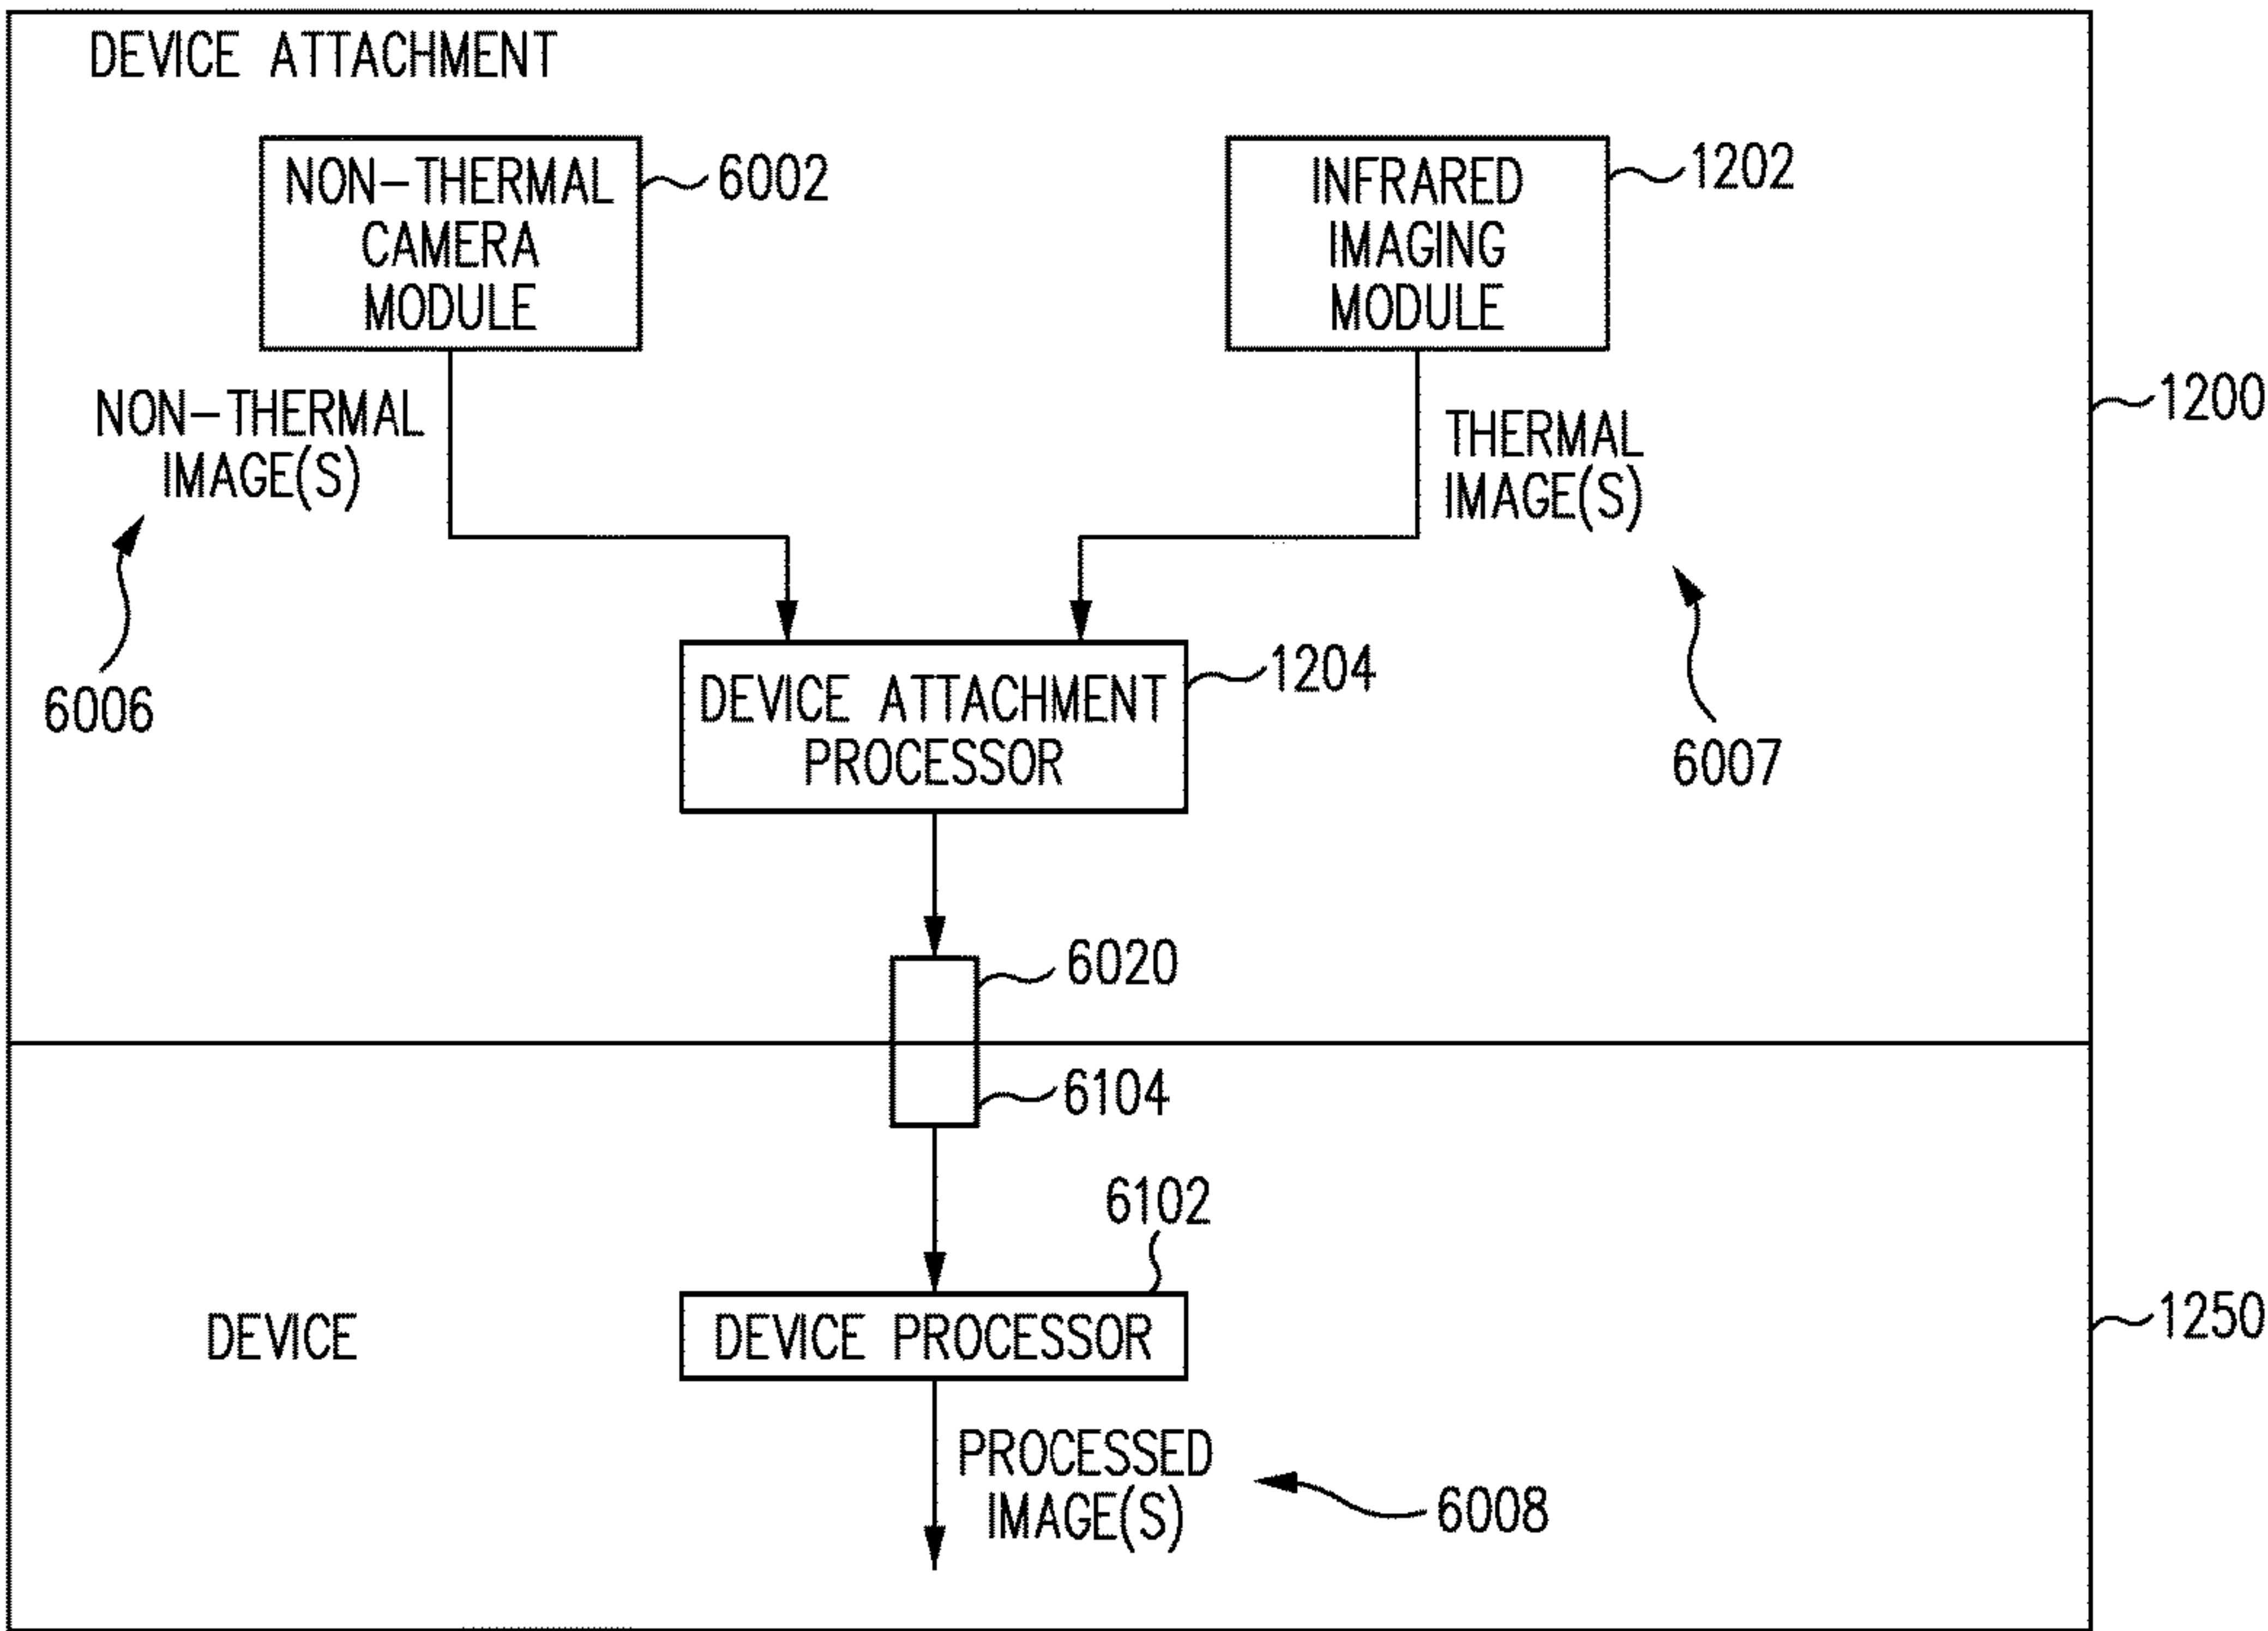 DEVICE ATTACHMENT
NON-THERMAL
CAMERA
MODULE
6002
INFRARED
IMAGING
MODULE
1202
NON-THERMAL
IMAGE(S)
THERMAL
IMAGE(S)
1200
6006
DEVICE ATTACHMENT
PROCESSOR
1204
6007
6020
6104
6102
DEVICE
DEVICE PROCESSOR
1250
PROCESSED
IMAGE(S)
6008